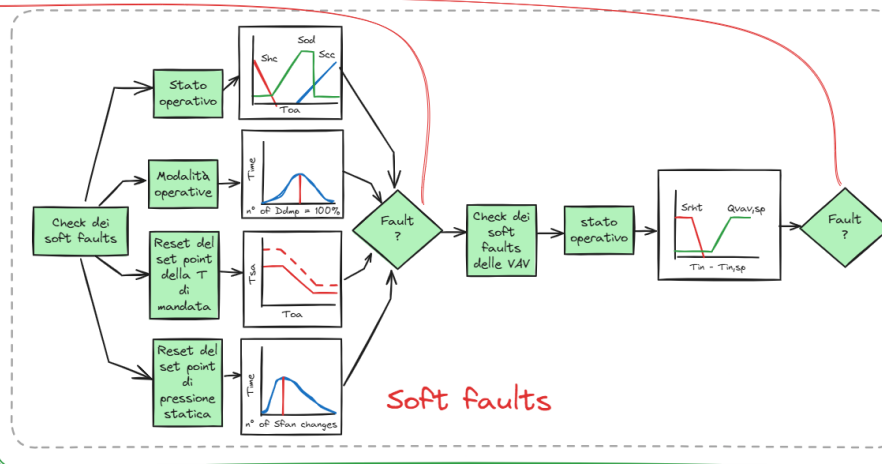 Check dei
soft faults
Stato
operativo
Shc
Sod
Scc
Toa
Modalità
operative
Time
n° of Ddmp = 100%
Reset del
set point
della T
di
mandata
Tsa
Toa
Reset del
set point
di
pressione
statica
Time
n° of Sfan changes
Fault
?
Check dei
soft
faults
delle VAV
stato
operativo
Srht
Qvav,sp
Tin - Tin,sp
Fault
?
Soft faults